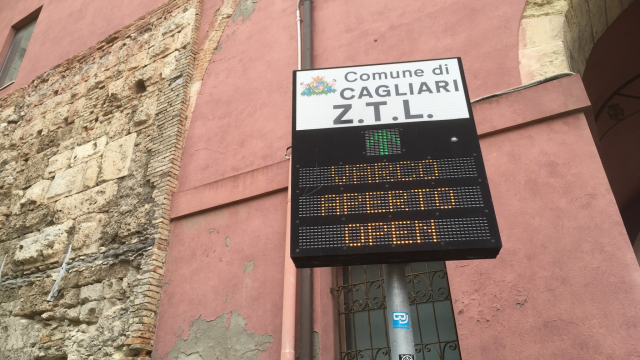 Comune di
CAGLIARI
Z.T.L.
VARCO
APERTO
OPEN